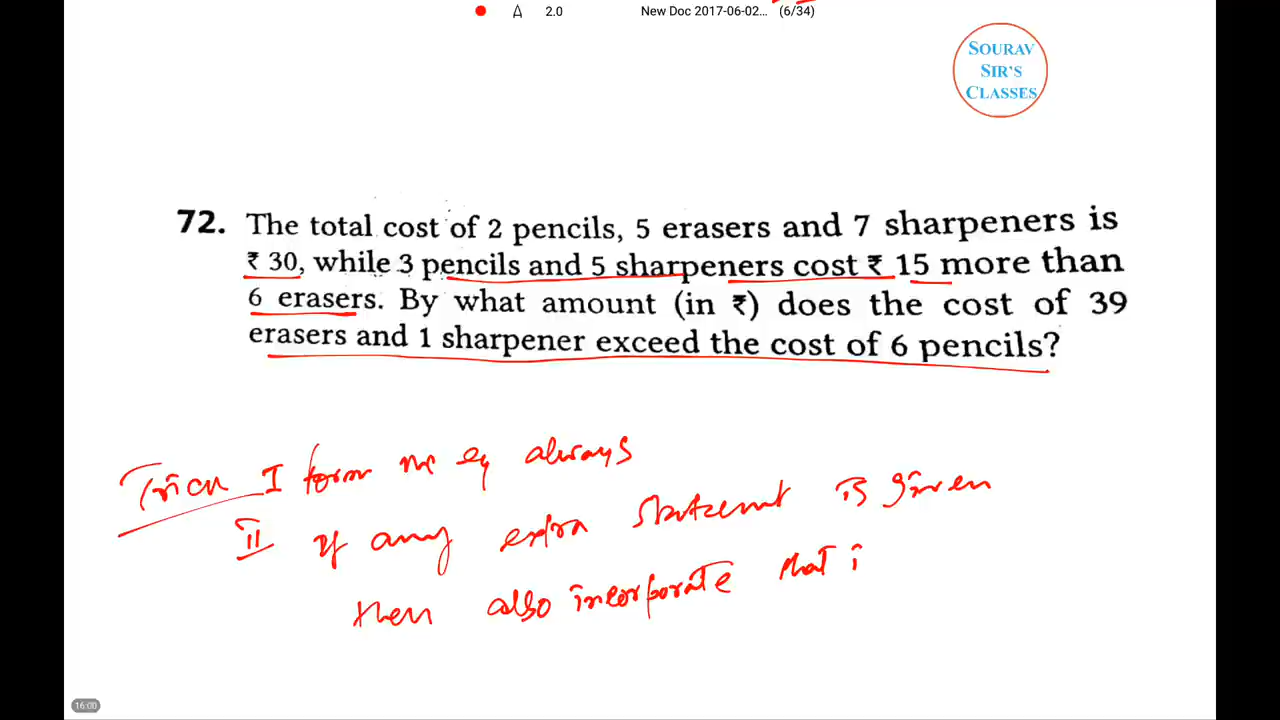 A 2.0 New Doc 2017-06-02... (6/34)
SOURAV
SIR'S
CLASSES
72. The total cost of 2 pencils, 5 erasers and 7 sharpeners is
₹ 30, while 3 pencils and 5 sharpeners cost ₹ 15 more than
6 erasers. By what amount (in ₹) does the cost of 39
erasers and 1 sharpener exceed the cost of 6 pencils?
I form eq always
II if any extra statement is given
then also incorporate that i
16:00